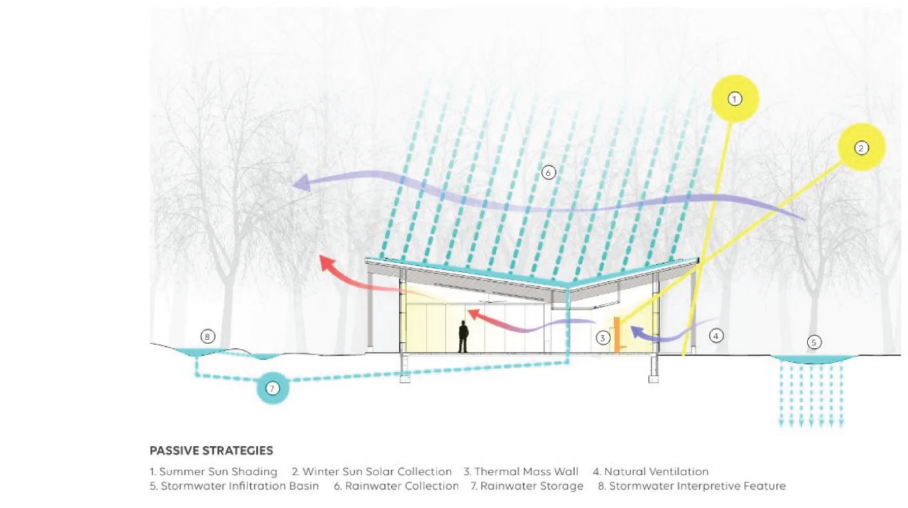 1
2
6
3
4
5
8
7
PASSIVE STRATEGIES
1. Summer Sun Shading 2. Winter Sun Solar Collection 3. Thermal Mass Wall 4. Natural Ventilation
5. Stormwater Infiltration Basin 6. Rainwater Collection 7. Rainwater Storage 8. Stormwater Interpretive Feature